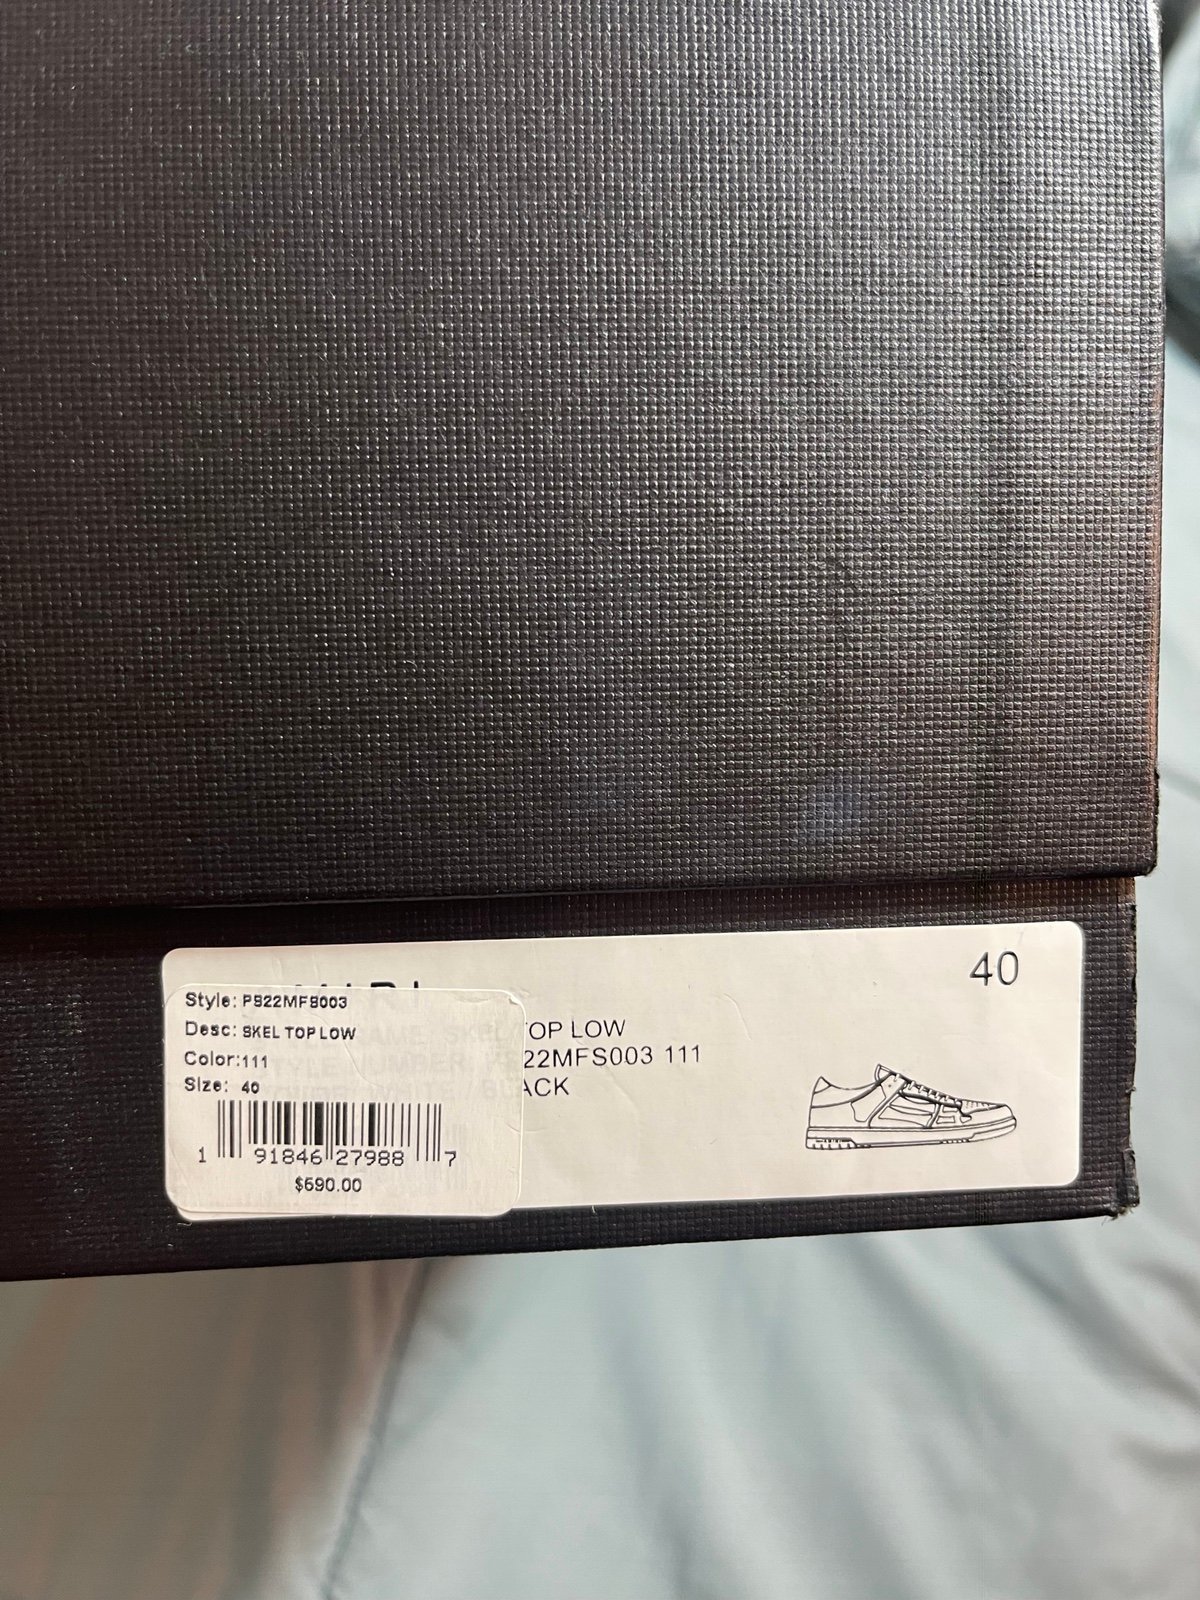 40
Style: PS22MFS003
Desc: SKEL TOP LOW
Color:111
Size: 40
1 91846 27988 7
$690.00
TOP LOW
22MFS003 111
ACK